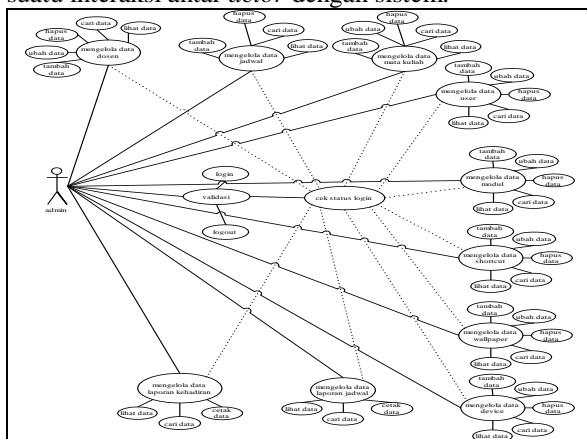 suatu interaksi antar aktor dengan sistem.
cari data
hapus
data
lihat data
ubah data
mengelola data
dosen
tambah
data
hapus
data
cari data
tambah
data
mengelola data
jadwal
lihat data
hapus
data
ubah data
cari data
tambah
data
mengelola data
mata kuliah
lihat data
tambah
data
ubah data
mengelola data
user
hapus
data
lihat data
cari data
admin
login
validasi
logout
cek status login
tambah
data
ubah data
mengelola data
modul
hapus
data
lihat data
cari data
tambah
data
ubah data
mengelola data
shortcut
hapus
data
lihat data
cari data
tambah
data
ubah data
mengelola data
wallpaper
hapus
data
lihat data
cari data
tambah
data
ubah data
mengelola data
device
hapus
data
lihat data
cari data
mengelola data
laporan kehadiran
lihat data
cari data
cetak
data
mengelola data
laporan jadwal
lihat data
cari data
cetak
data